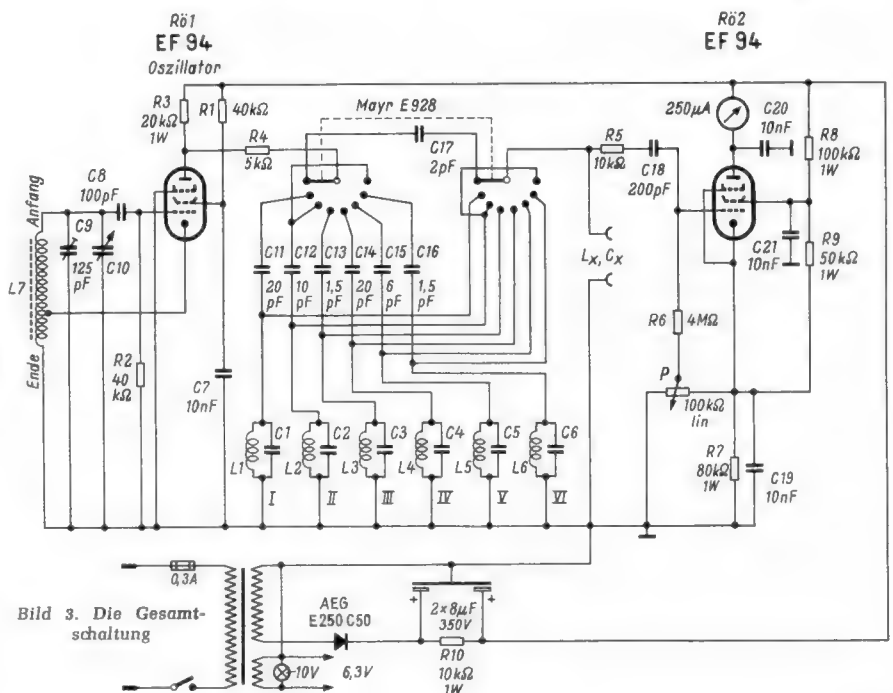 Rö1
EF 94
Oszillator
Rö2
EF 94
R3
20kΩ
1W
R1
40kΩ
R4
5kΩ
Mayr E 928
C17
2pF
R5
10kΩ
C18
200pF
250µA
C20
10nF
R8
100kΩ
1W
Anfang
C8
100pF
C9
125
pF
C10
L7
Ende
R2
40
kΩ
C7
10nF
C11
20
pF
C12
10
pF
C13
1,5
pF
C14
20
pF
C15
6
pF
C16
1,5
pF
Lx, Cx
C21
10nF
R9
50kΩ
1W
R6
4MΩ
P
100kΩ
lin
R7
80kΩ
1W
C19
10nF
L1
C1
I
L2
C2
II
L3
C3
III
L4
C4
IV
L5
C5
V
L6
C6
VI
0,3A
Bild 3. Die Gesamt-
schaltung
AEG
E250 C50
10V
6,3V
+
+
2×8µF
350V
R10
10kΩ
1W